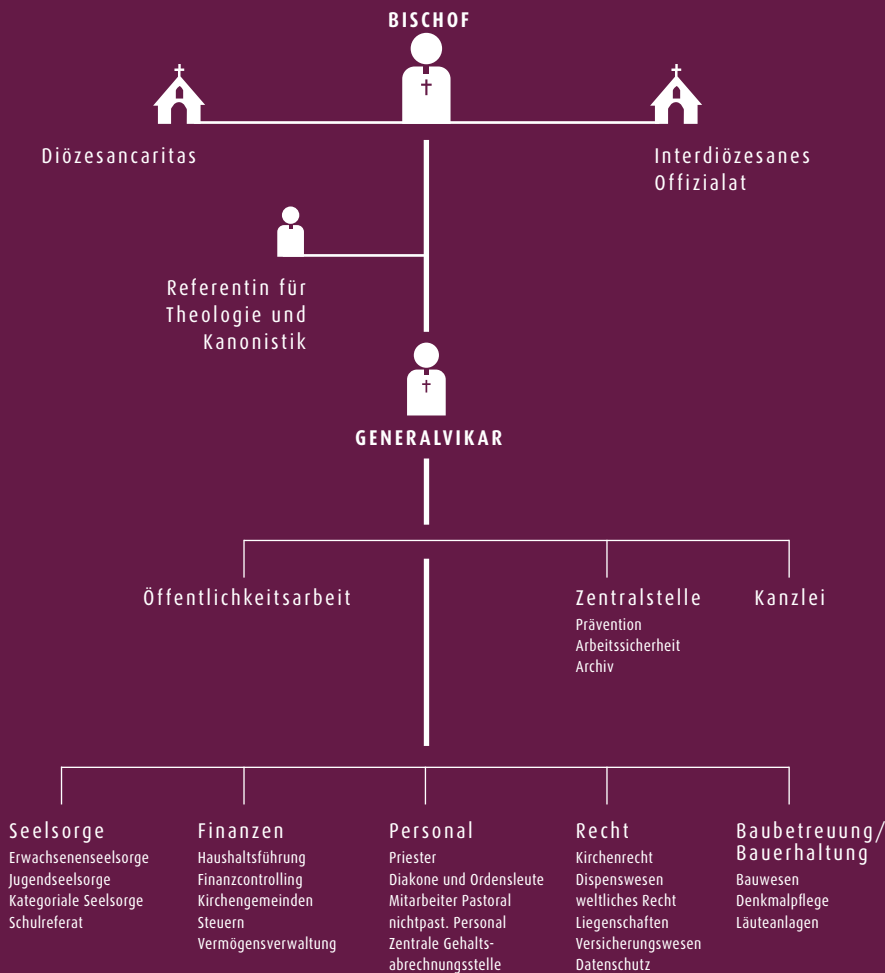 BISCHOF
Diözesancaritas
Interdiözesanes
Offizialat
Referentin für
Theologie und
Kanonistik
GENERALVIKAR
Öffentlichkeitsarbeit
Zentralstelle
Prävention
Arbeitssicherheit
Archiv
Kanzlei
Seelsorge
Erwachsenenseelsorge
Jugendseelsorge
Kategoriale Seelsorge
Schulreferat
Finanzen
Haushaltsführung
Finanzcontrolling
Kirchengemeinden
Steuern
Vermögensverwaltung
Personal
Priester
Diakone und Ordensleute
Mitarbeiter Pastoral
nichtpast. Personal
Zentrale Gehalts-
abrechnungsstelle
Recht
Kirchenrecht
Dispenswesen
weltliches Recht
Liegenschaften
Versicherungswesen
Datenschutz
Baubetreuung/
Bauerhaltung
Bauwesen
Denkmalpflege
Läuteanlagen